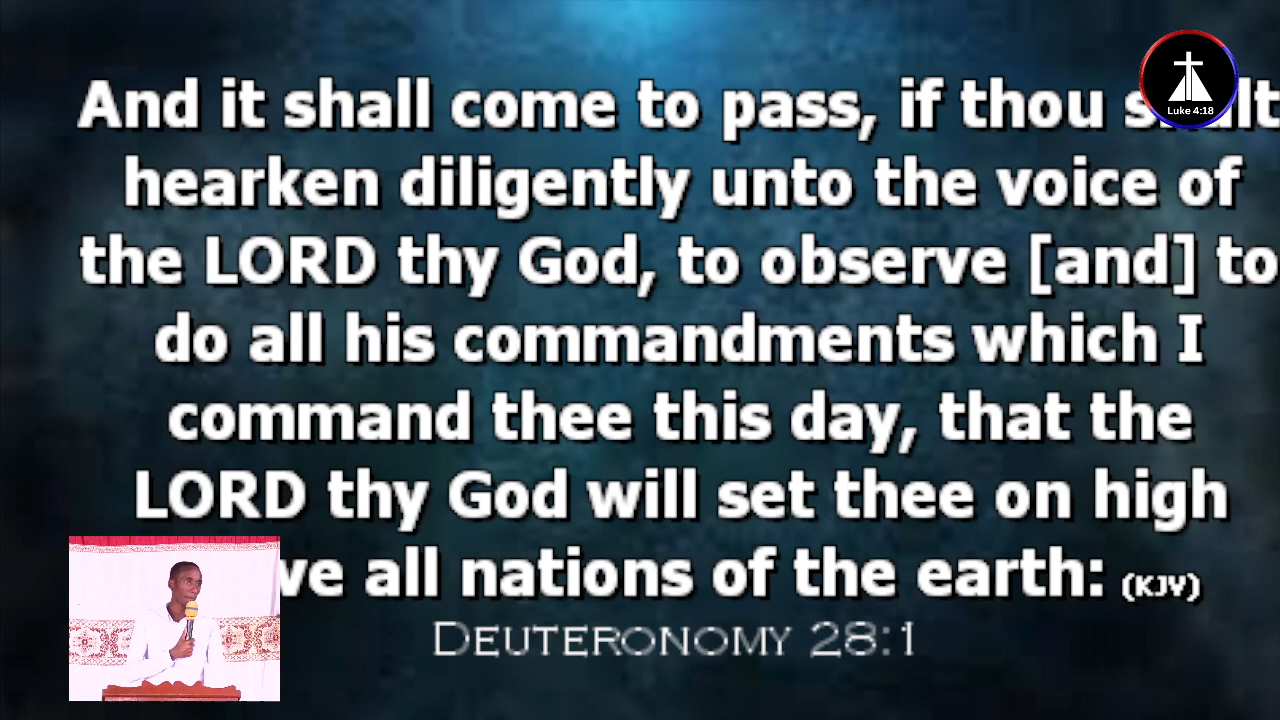 And it shall come to pass, if thou shalt
hearken diligently unto the voice of
the LORD thy God, to observe [and] to
do all his commandments which I
command thee this day, that the
LORD thy God will set thee on high
all nations of the earth: (KJV)
DEUTERONOMY 28:1
Luke 4:18